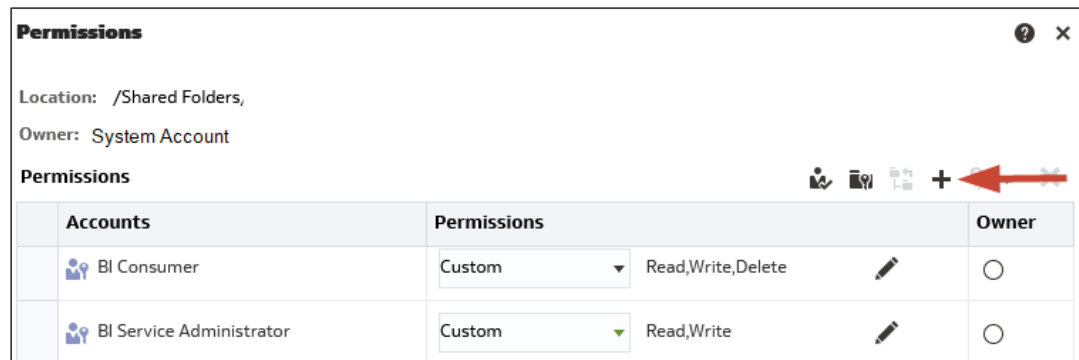 Permissions
Location: /Shared Folders,
Owner: System Account
Permissions
Accounts Permissions Owner
BI Consumer Custom Read,Write,Delete
BI Service Administrator Custom Read,Write